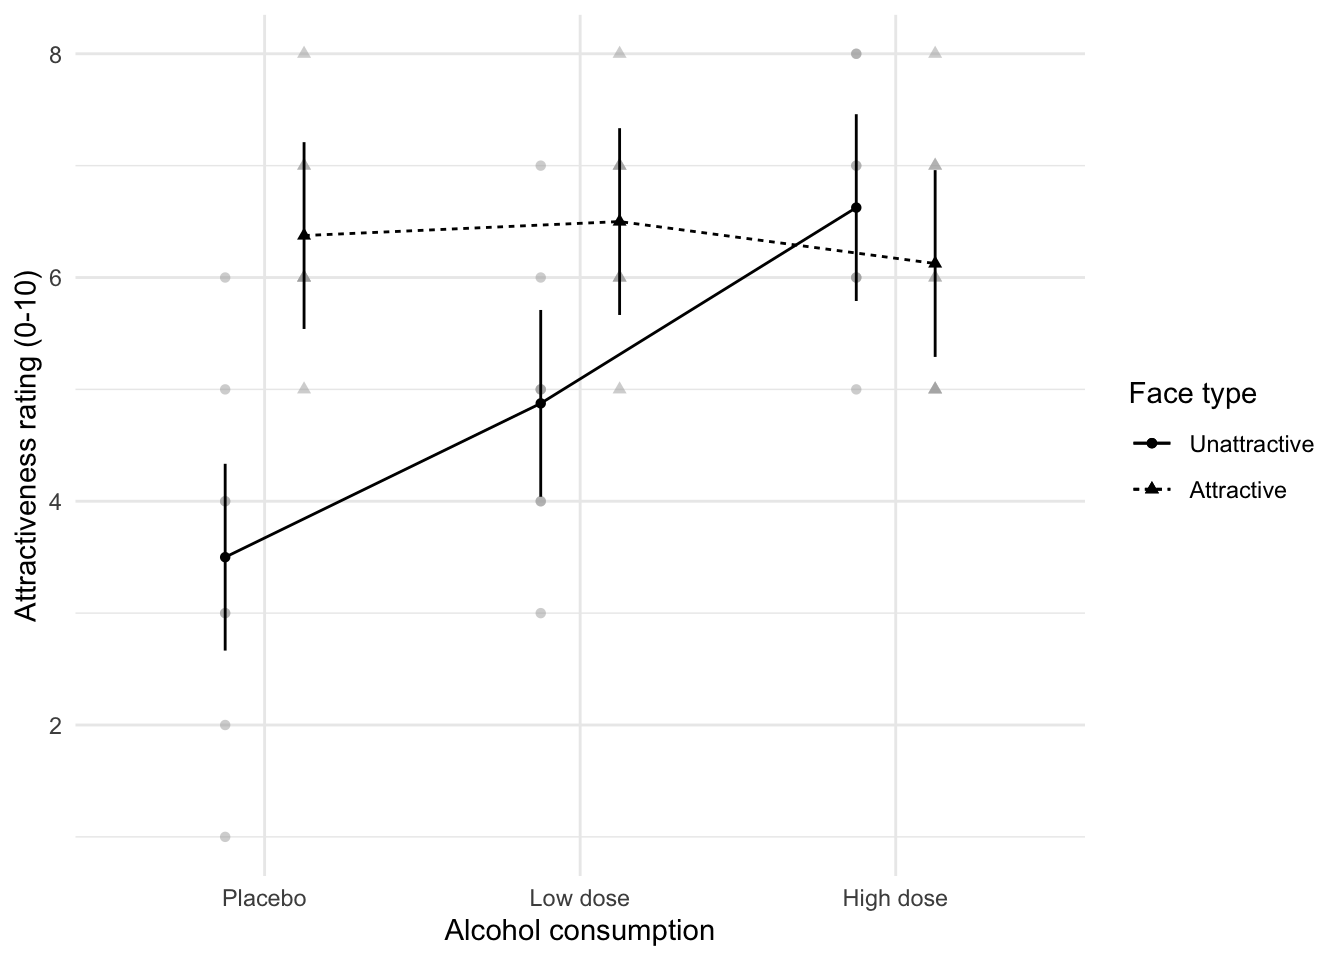 8
6
4
2
Attractiveness rating (0-10)
Placebo
Low dose
High dose
Alcohol consumption
Face type
Unattractive
Attractive